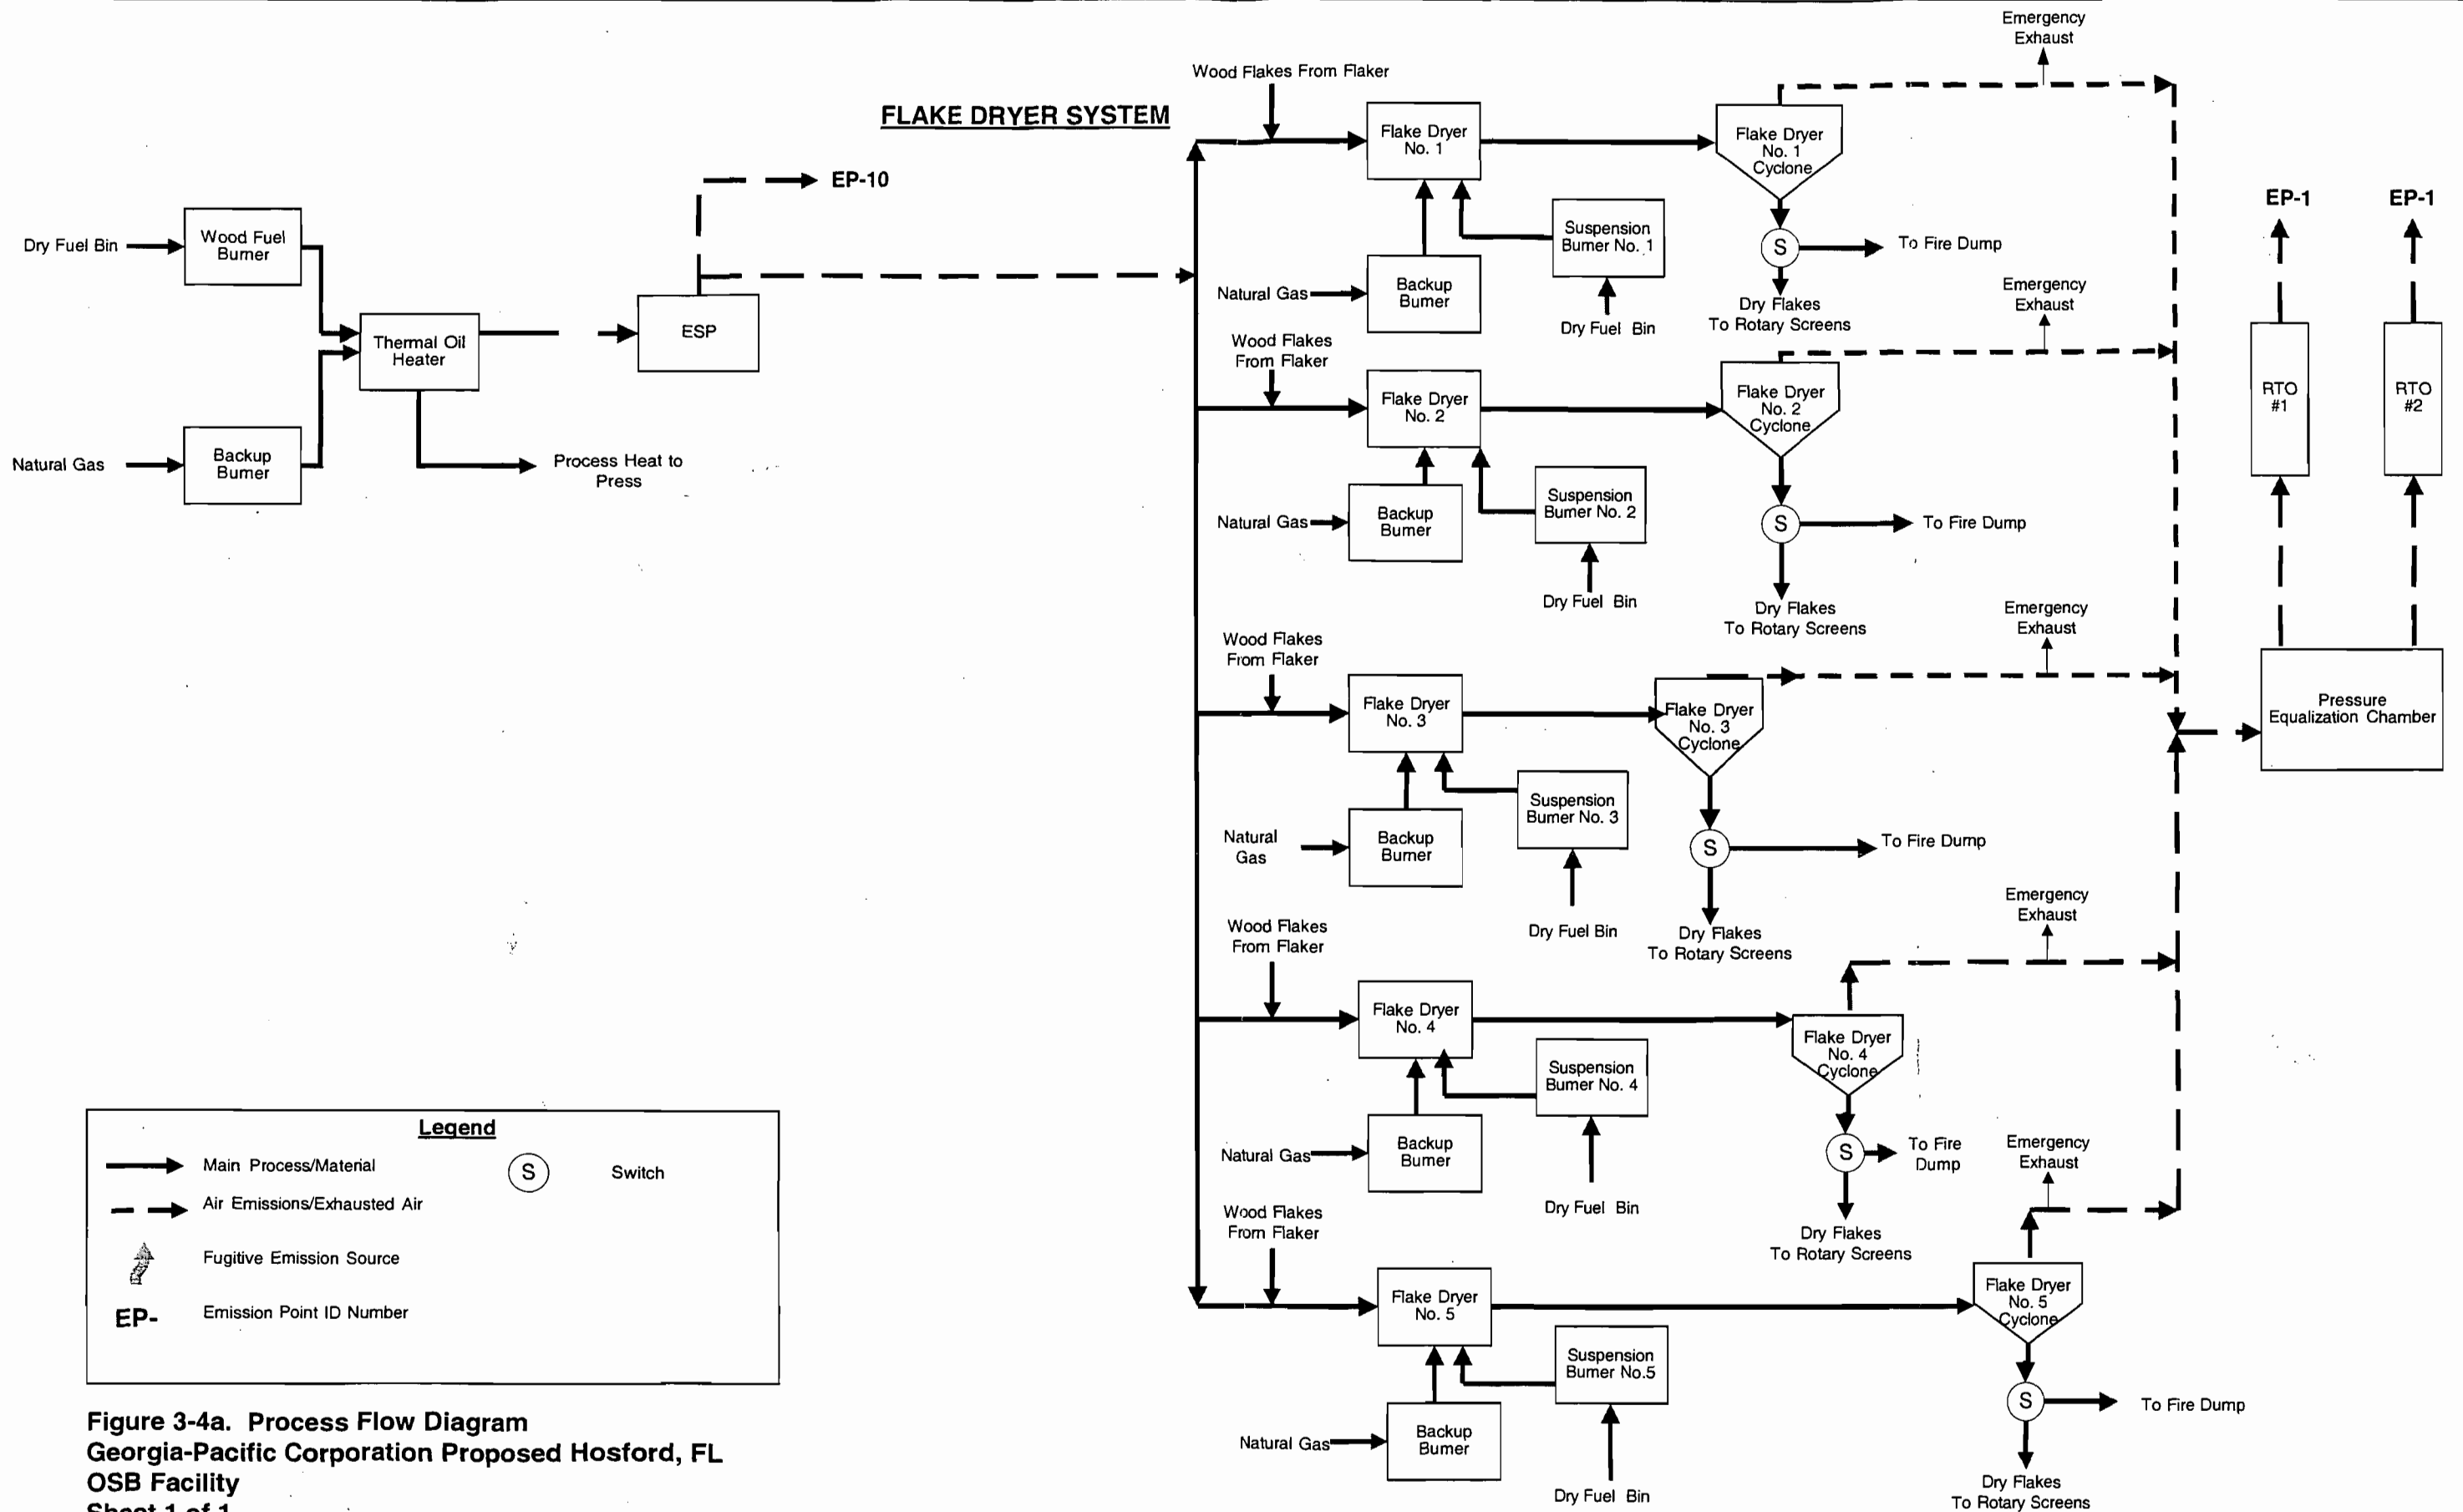 FLAKE DRYER SYSTEM
EP-10
Dry Fuel Bin
Wood Fuel
Burner
Thermal Oil
Heater
ESP
Natural Gas
Backup
Burner
Process Heat to
Press
Wood Flakes From Flaker
Flake Dryer
No. 1
Flake Dryer
No. 1
Cyclone
Emergency
Exhaust
Suspension
Burner No. 1
S
To Fire Dump
Natural Gas
Backup
Burner
Dry Fuel Bin
Dry Flakes
To Rotary Screens
Wood Flakes
From Flaker
Flake Dryer
No. 2
Flake Dryer
No. 2
Cyclone
Emergency
Exhaust
Natural Gas
Backup
Burner
Suspension
Burner No. 2
S
To Fire Dump
Dry Fuel Bin
Dry Flakes
To Rotary Screens
Wood Flakes
From Flaker
Flake Dryer
No. 3
Flake Dryer
No. 3
Cyclone
Emergency
Exhaust
Suspension
Burner No. 3
Natural
Gas
Backup
Burner
S
To Fire Dump
Dry Fuel Bin
Dry Flakes
To Rotary Screens
Wood Flakes
From Flaker
Flake Dryer
No. 4
Flake Dryer
No. 4
Cyclone
Emergency
Exhaust
Suspension
Burner No. 4
Natural Gas
Backup
Burner
S
To Fire
Dump
Dry Fuel Bin
Dry Flakes
To Rotary Screens
Wood Flakes
From Flaker
Flake Dryer
No. 5
Flake Dryer
No. 5
Cyclone
Emergency
Exhaust
Suspension
Burner No.5
Natural Gas
Backup
Burner
S
To Fire Dump
Dry Fuel Bin
Dry Flakes
To Rotary Screens
EP-1
EP-1
RTO
#1
RTO
#2
Pressure
Equalization Chamber
Legend
Main Process/Material
S
Switch
Air Emissions/Exhausted Air
Fugitive Emission Source
EP-
Emission Point ID Number
Figure 3-4a. Process Flow Diagram
Georgia-Pacific Corporation Proposed Hosford, FL
OSB Facility
Sheet 1 of 1